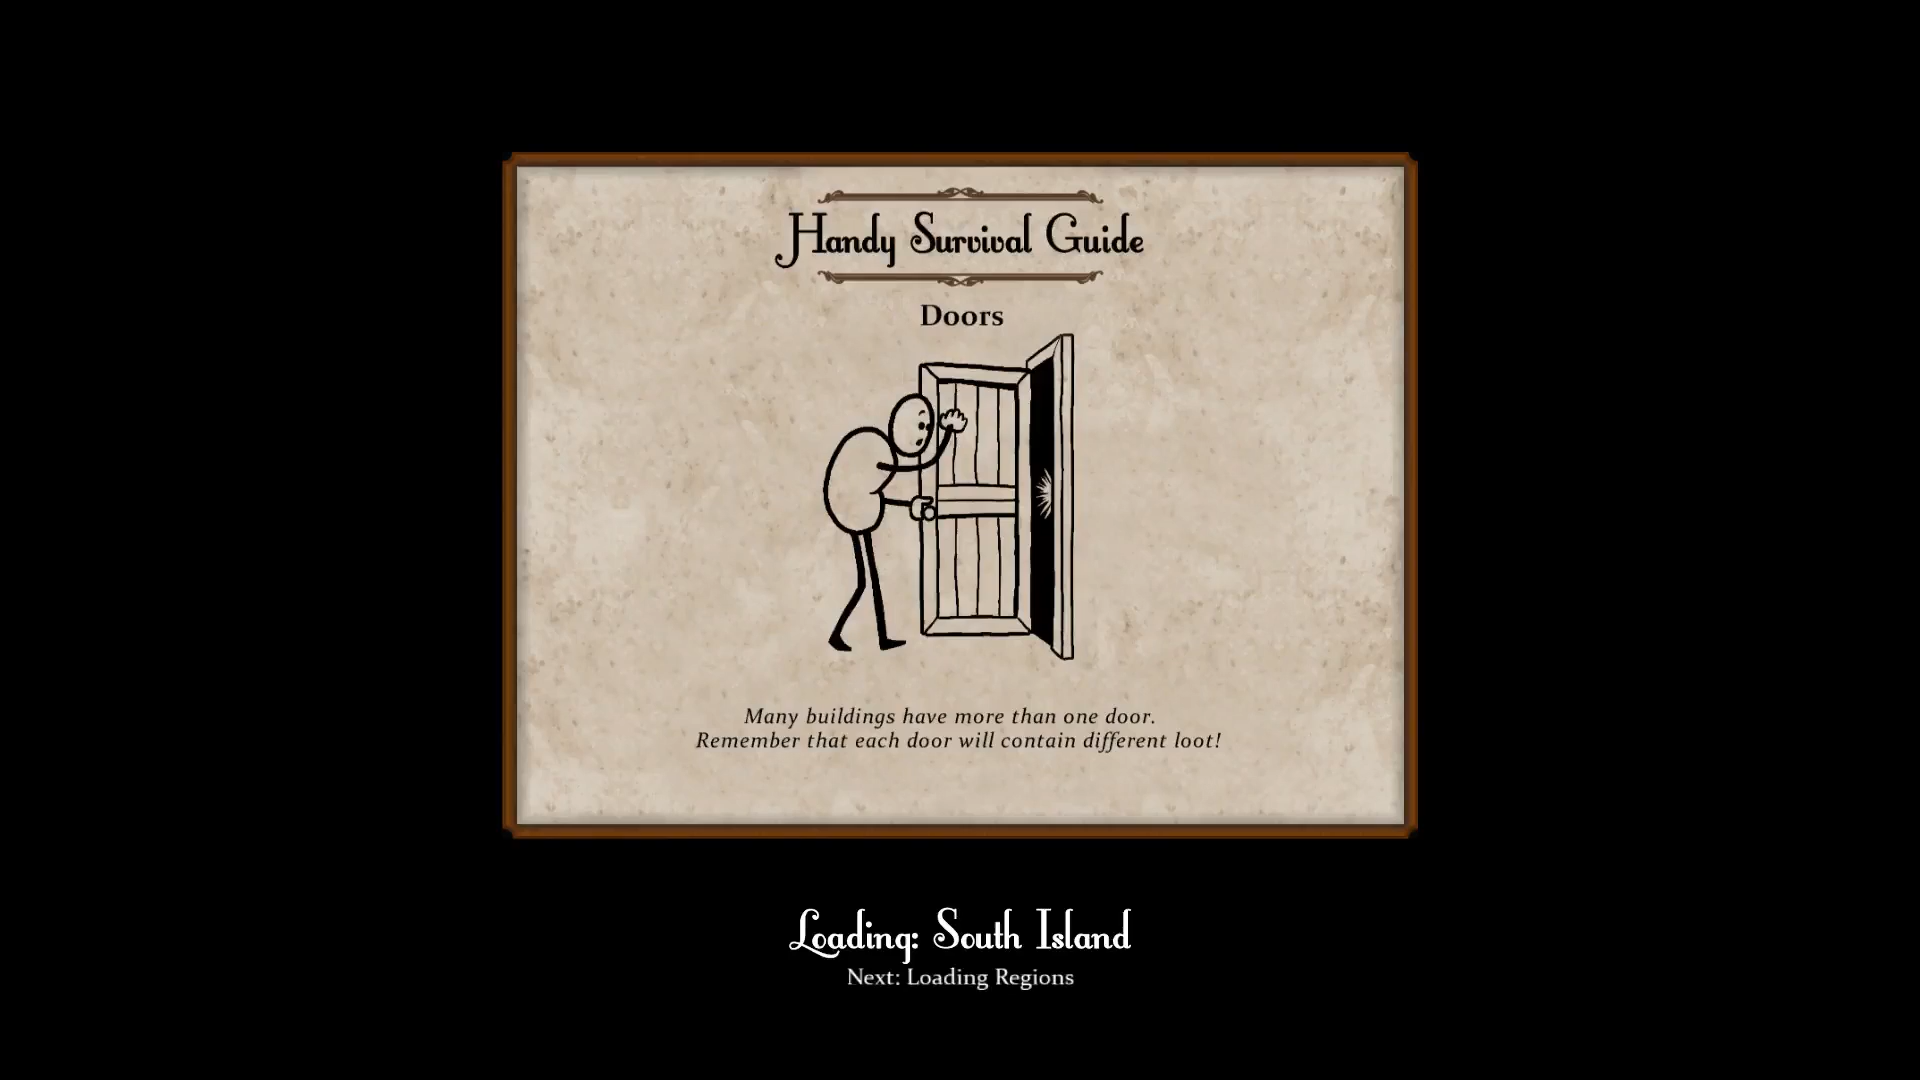 Handy Survival Guide
Doors
Many buildings have more than one door.
Remember that each door will contain different loot!
Loading: South Island
Next: Loading Regions